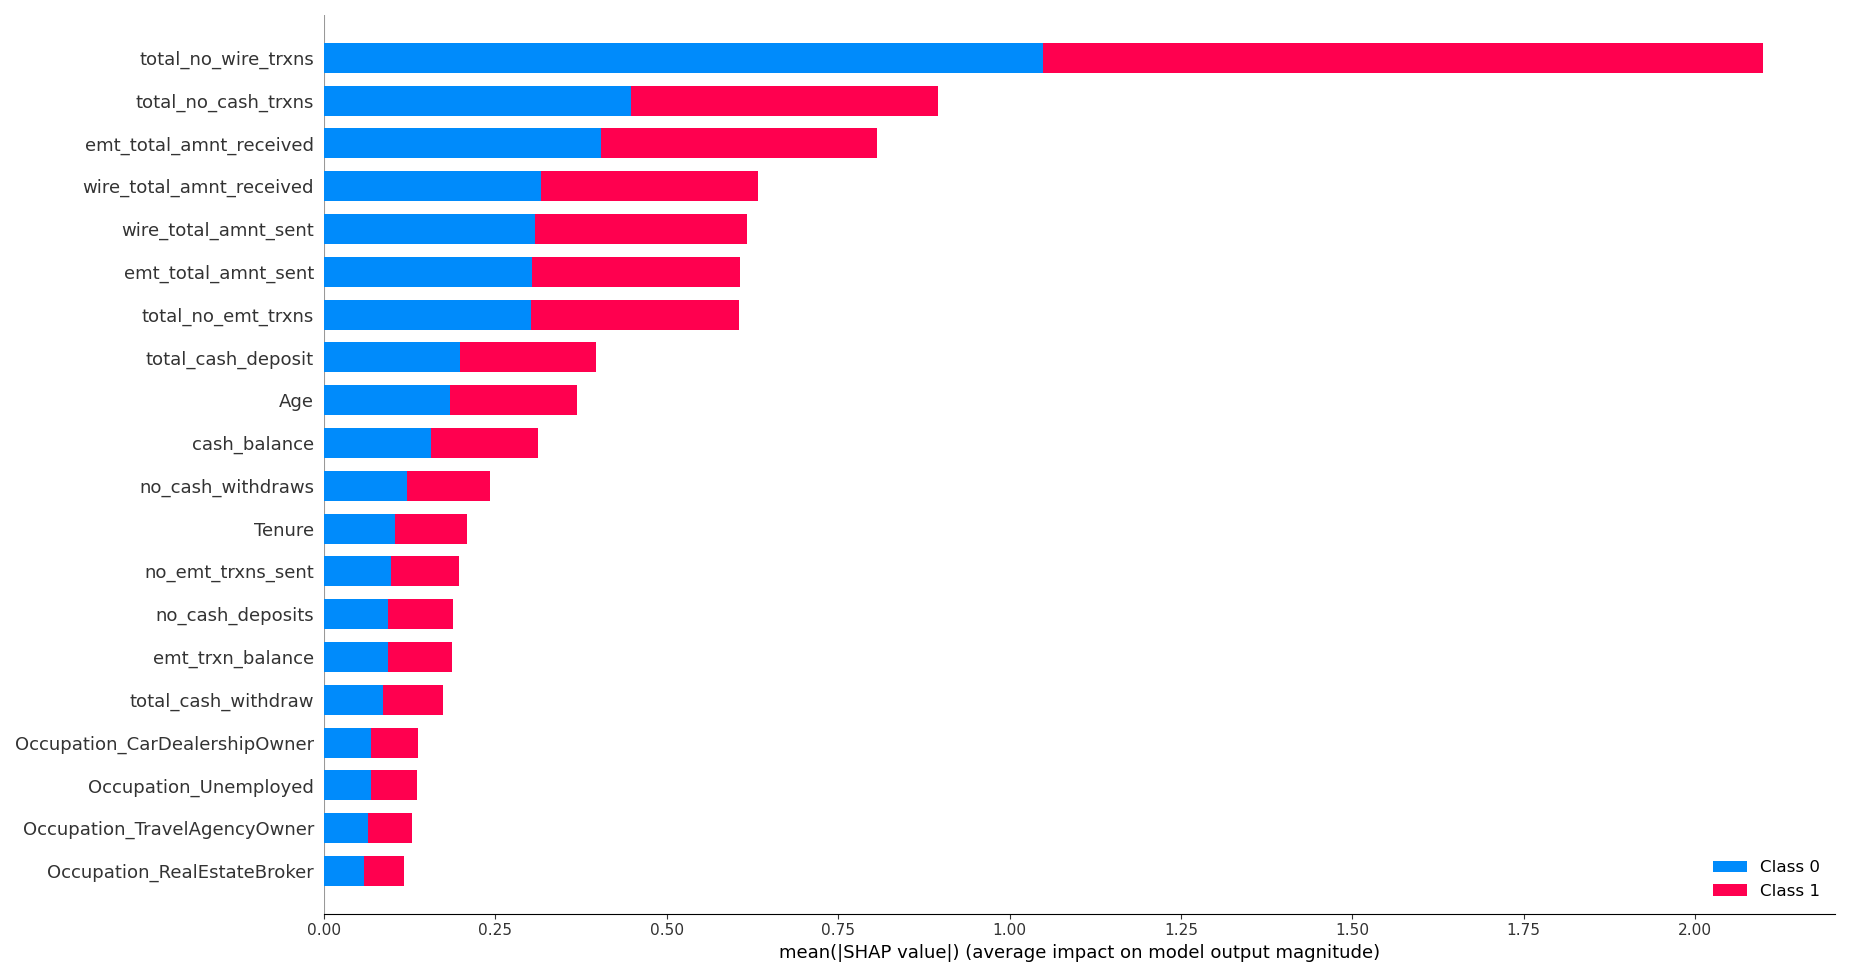 total_no_wire_trxns
total_no_cash_trxns
emt_total_amnt_received
wire_total_amnt_received
wire_total_amnt_sent
emt_total_amnt_sent
total_no_emt_trxns
total_cash_deposit
Age
cash_balance
no_cash_withdraws
Tenure
no_emt_trxns_sent
no_cash_deposits
emt_trxn_balance
total_cash_withdraw
Occupation_CarDealershipOwner
Occupation_Unemployed
Occupation_TravelAgencyOwner
Occupation_RealEstateBroker
Class 0
Class 1
0.00 0.25 0.50 0.75 1.00 1.25 1.50 1.75 2.00
mean(|SHAP value|) (average impact on model output magnitude)